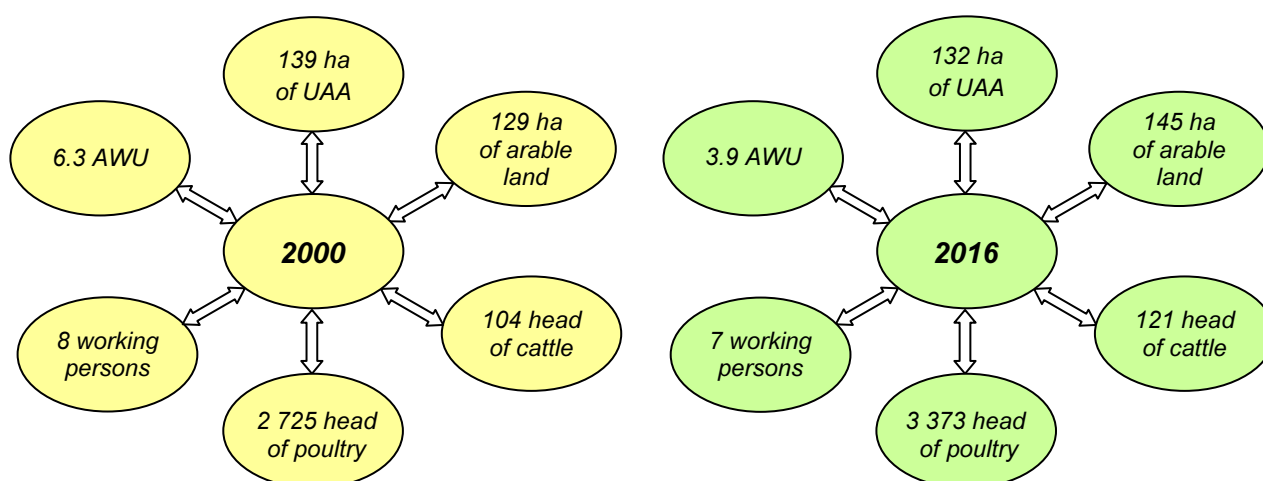 139 ha
of UAA
129 ha
of arable
land
6.3 AWU
2000
104 head
of cattle
8 working
persons
2 725 head
of poultry
132 ha
of UAA
145 ha
of arable
land
3.9 AWU
2016
121 head
of cattle
7 working
persons
3 373 head
of poultry